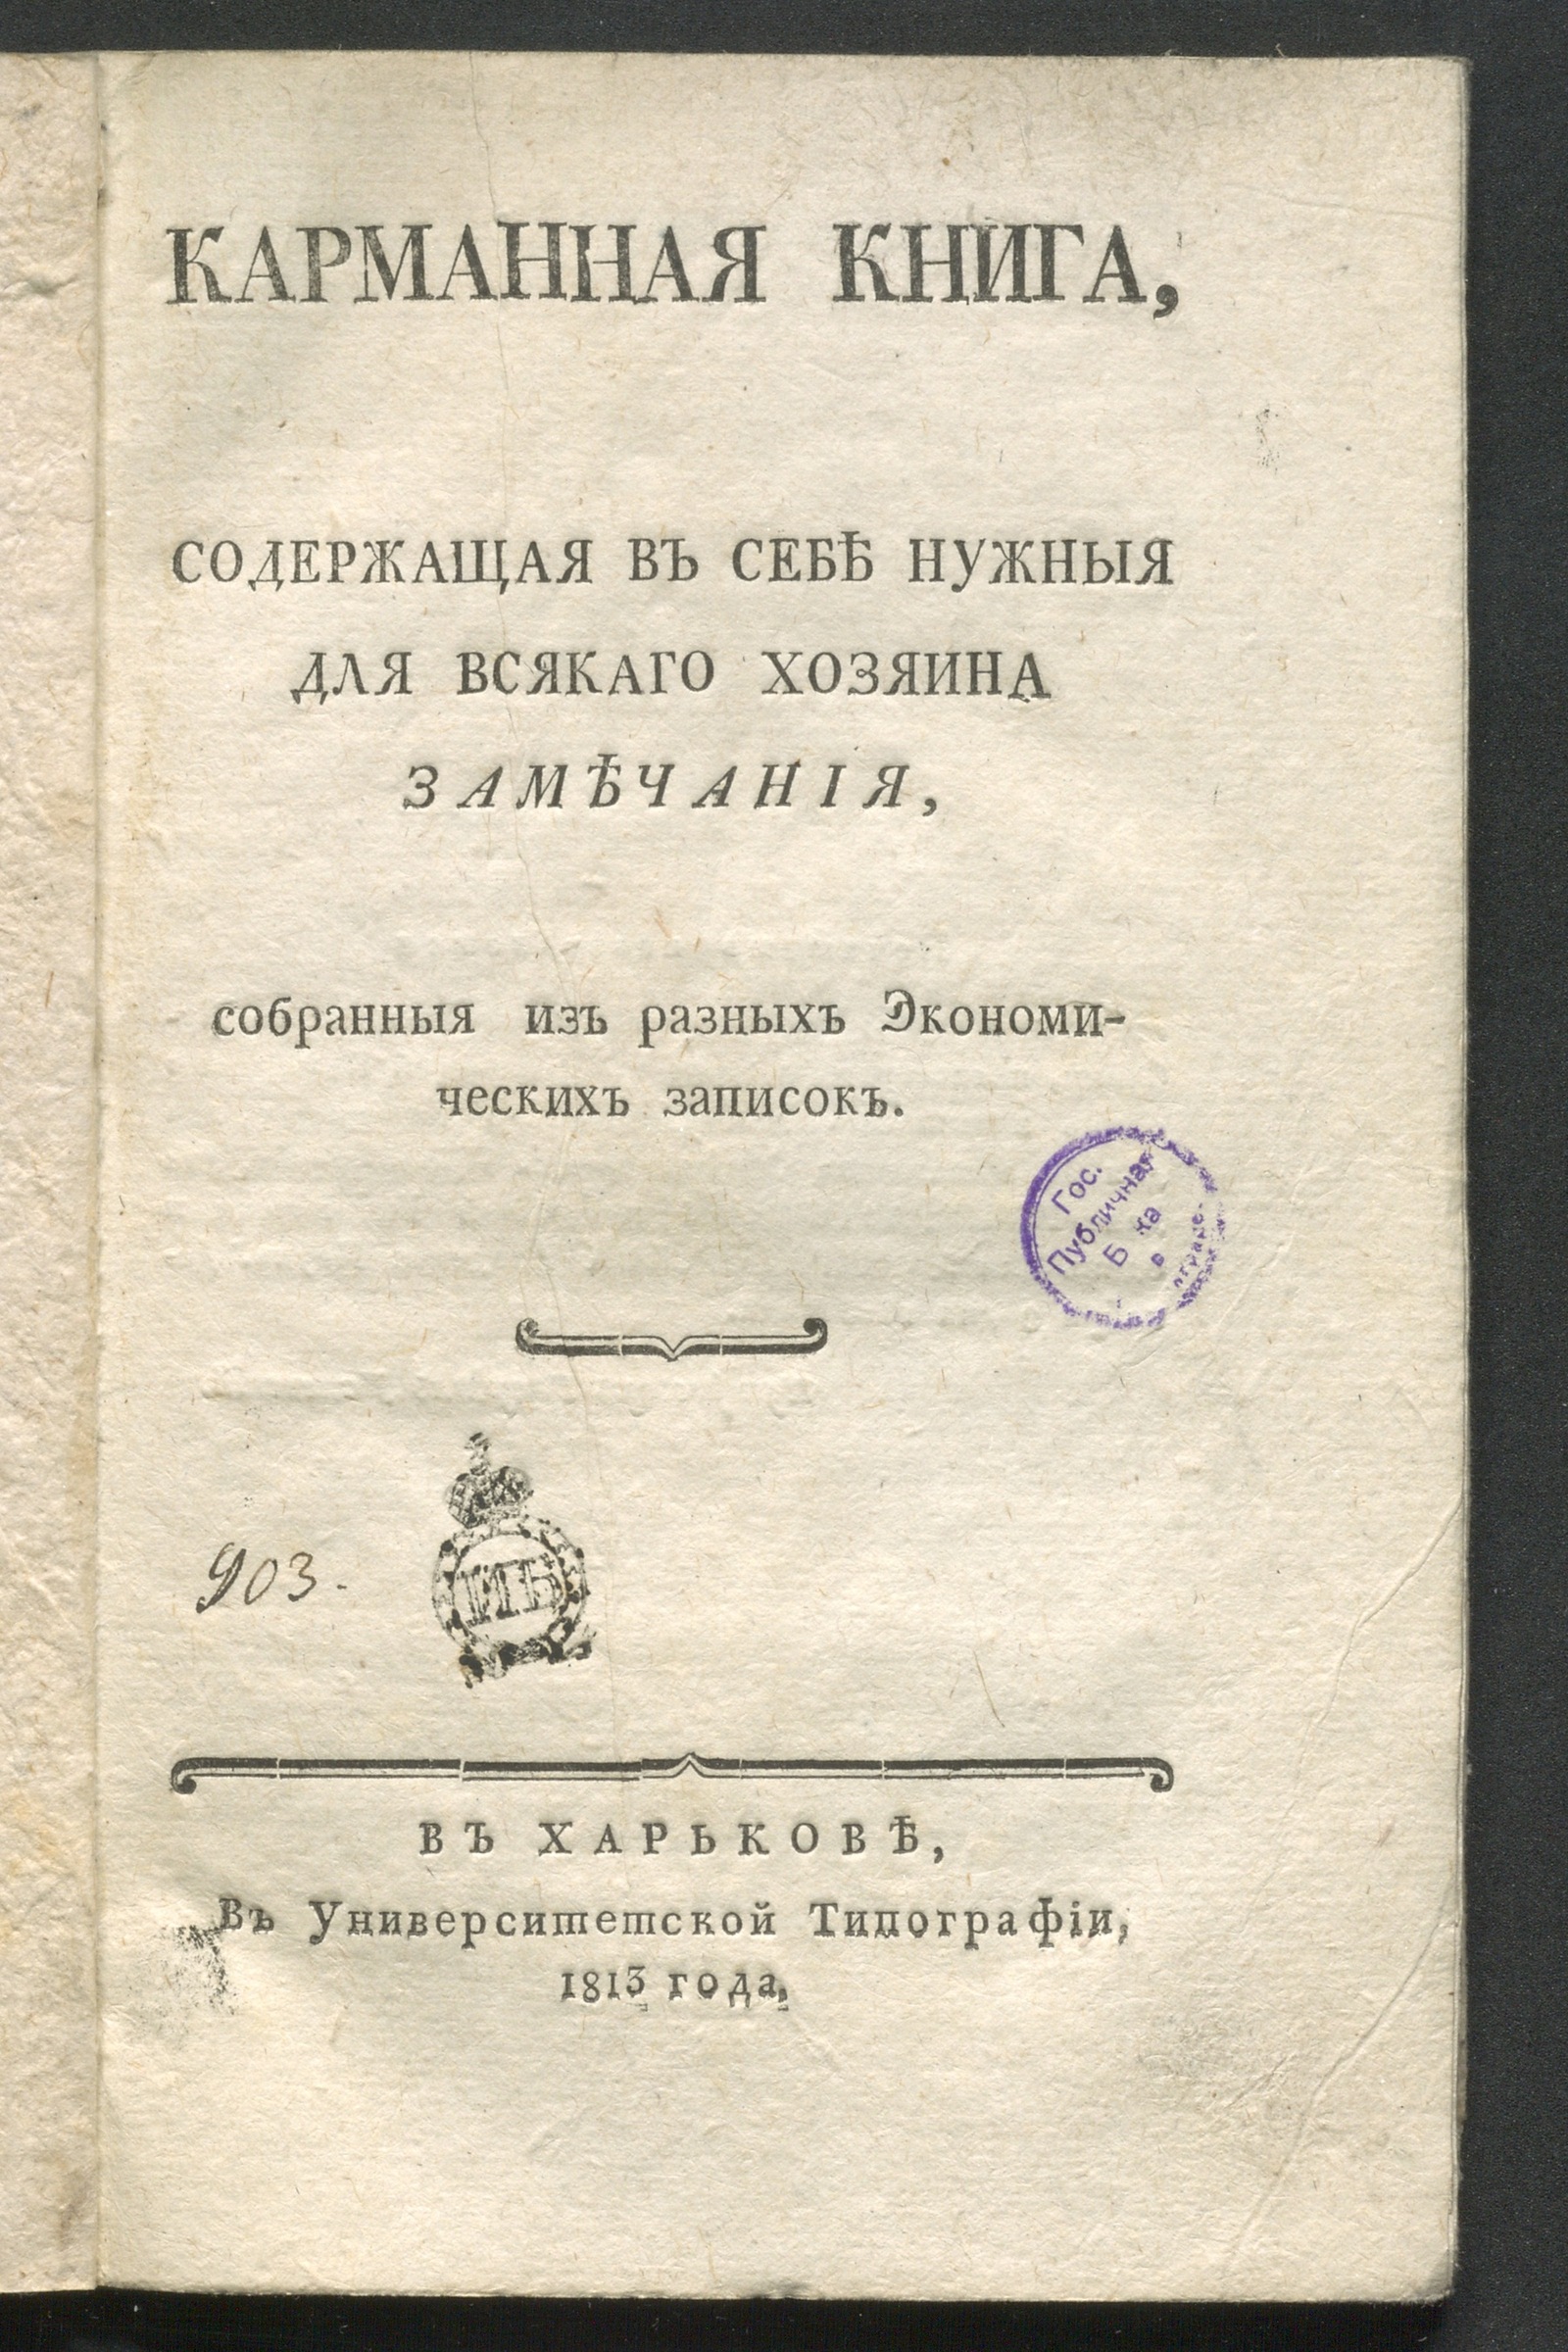 КАРМАННАЯ КНИГА,
СОДЕРЖАЩАЯ ВЪ СЕБѢ НУЖНЫЯ
ДЛЯ ВСЯКАГО ХОЗЯИНА
ЗАМѢЧАНІЯ,
собранныя изъ разныхъ Экономи-
ческихъ записокъ.
Гос.
Публичная
903.
ИБ
ВЪ ХАРЬКОВѢ,
Въ Университетской Типографіи,
1813 года.